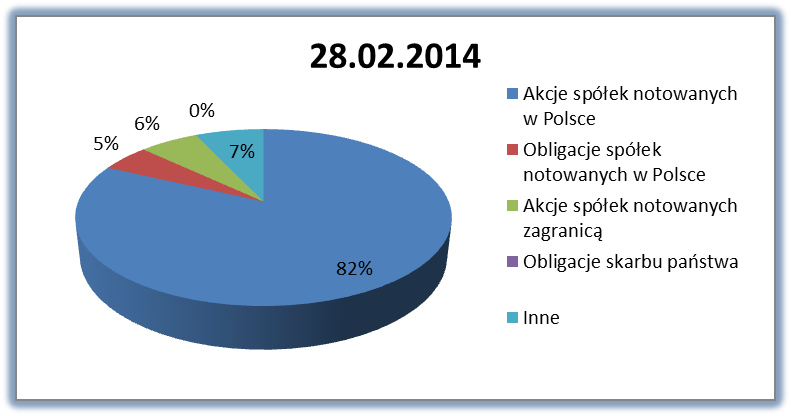 28.02.2014
0%
6%
5%
7%
82%
Akcje spółek notowanych
w Polsce
Obligacje spółek
notowanych w Polsce
Akcje spółek notowanych
zagranicą
Obligacje skarbu państwa
Inne